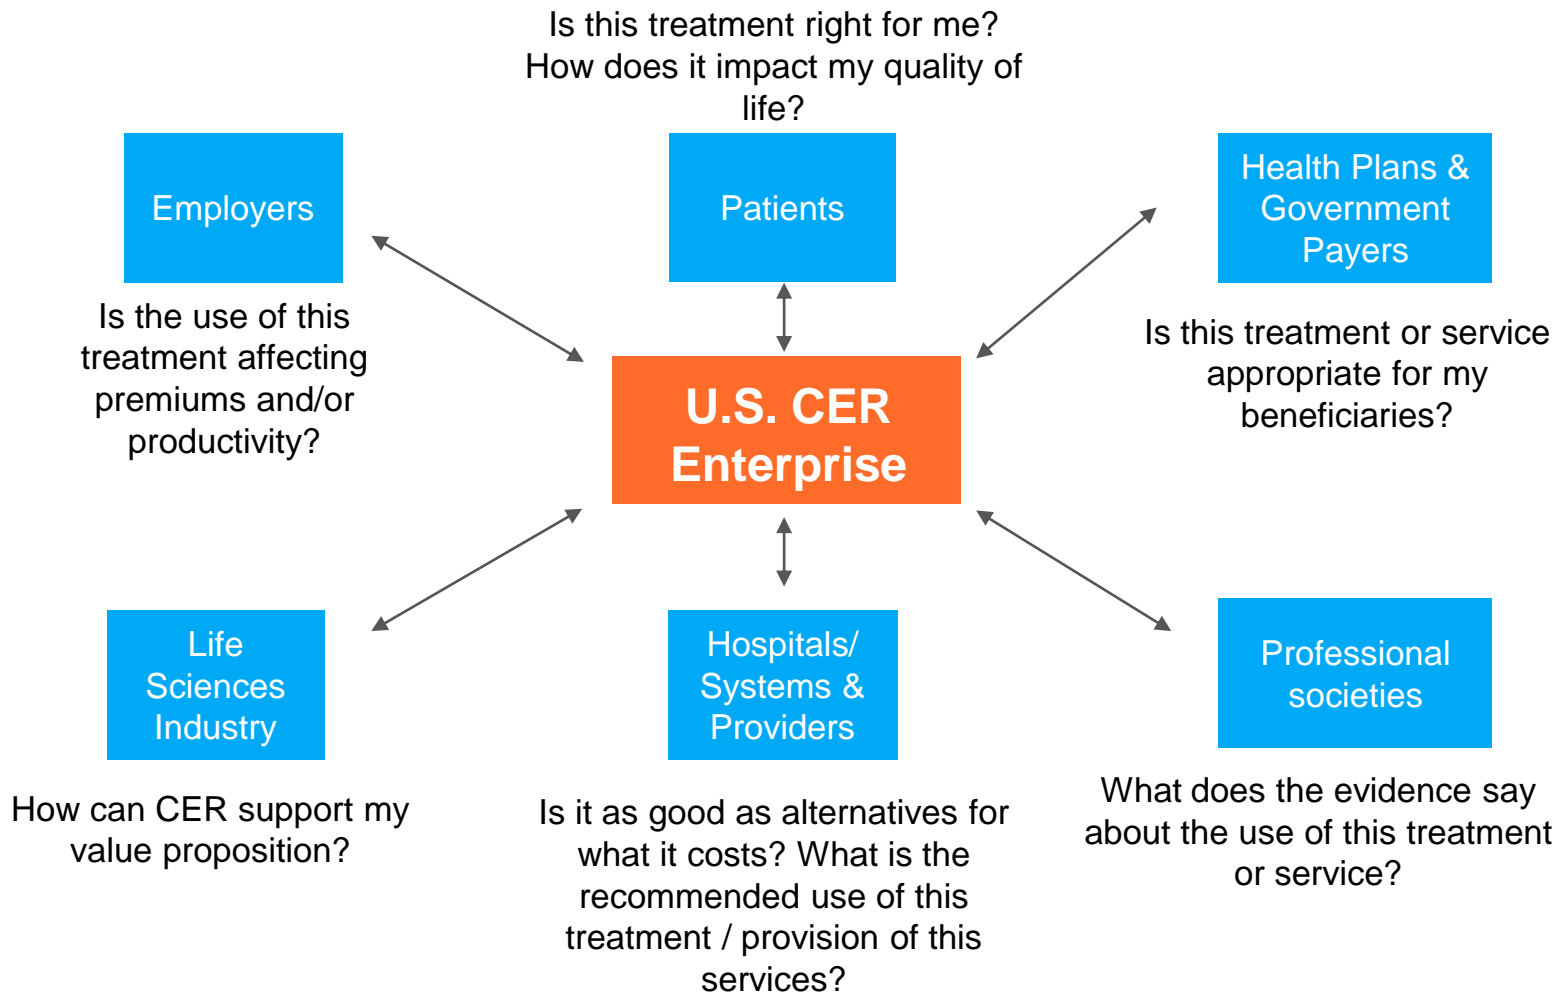 Is this treatment right for me?
How does it impact my quality of
life?
Employers
Patients
Health Plans &
Government
Payers
Is the use of this
treatment affecting
premiums and/or
productivity?
Is this treatment or service
appropriate for my
beneficiaries?
U.S. CER
Enterprise
Life
Sciences
Industry
Hospitals/
Systems &
Providers
Professional
societies
How can CER support my
value proposition?
Is it as good as alternatives for
what it costs? What is the
recommended use of this
treatment / provision of this
services?
What does the evidence say
about the use of this treatment
or service?